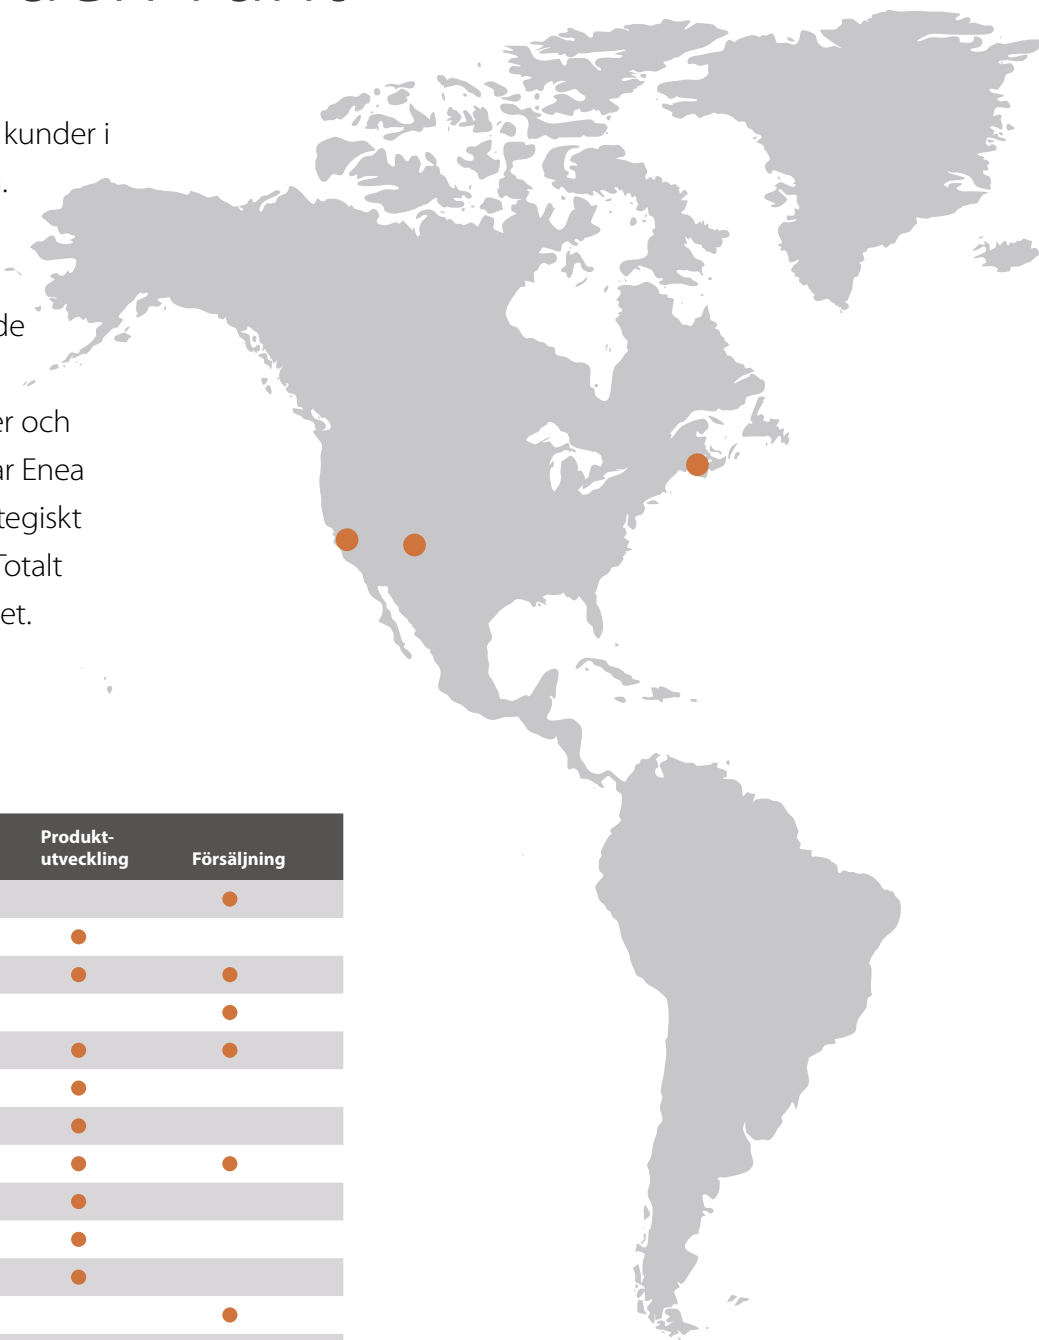 kunder i
de
er och
ar Enea
tegiskt
Totalt
et.
Produkt-
utveckling
Försäljning